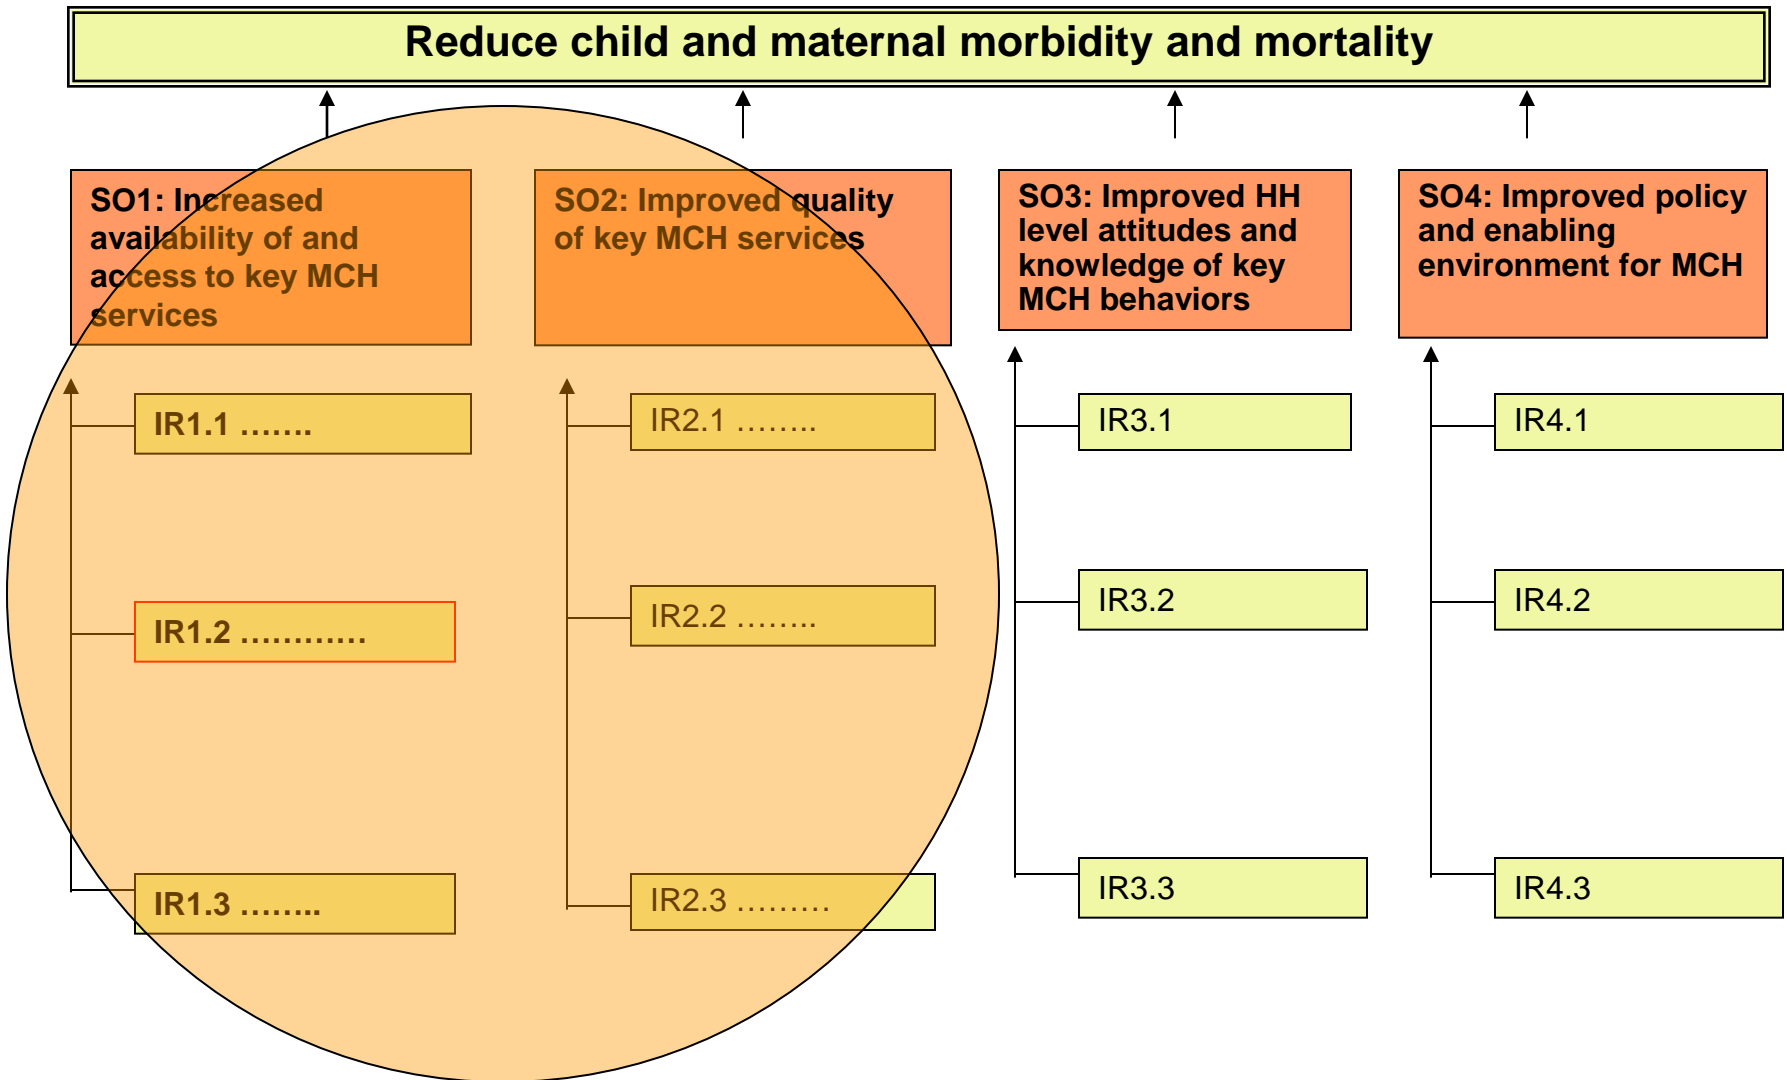 Reduce child and maternal morbidity and mortality
SO1: Increased
availability of and
access to key MCH
services
SO2: Improved quality
of key MCH services
SO3: Improved HH
level attitudes and
knowledge of key
MCH behaviors
SO4: Improved policy
and enabling
environment for MCH
IR1.1 …….
IR2.1 ……..
IR3.1
IR4.1
IR1.2 …………
IR2.2 ……..
IR3.2
IR4.2
IR1.3 ……..
IR2.3 ………
IR3.3
IR4.3